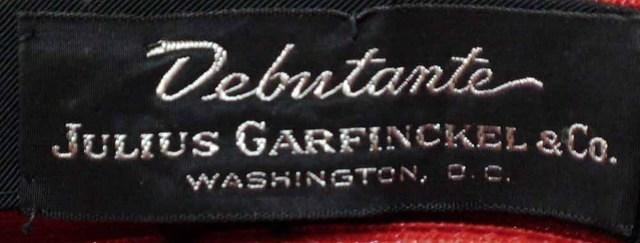 Debutante
JULIUS GARFINCKEL & CO.
WASHINGTON, D.C.